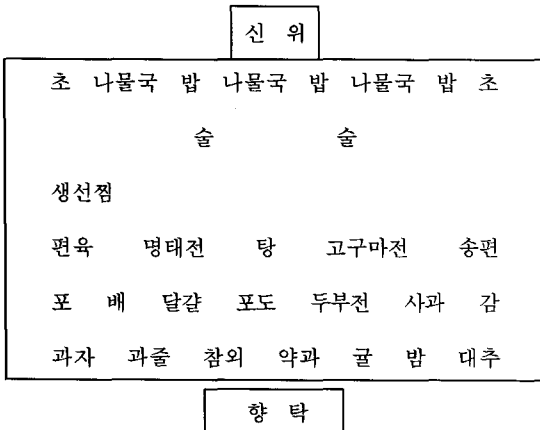 신 위
초 나물국 밥 나물국 밥 나물국 밥 초
술 술
생선찜
편육 명태전 탕 고구마전 송편
포 배 달걀 포도 두부전 사과 감
과자 과줄 참외 약과 귤 밤 대추
향 탁